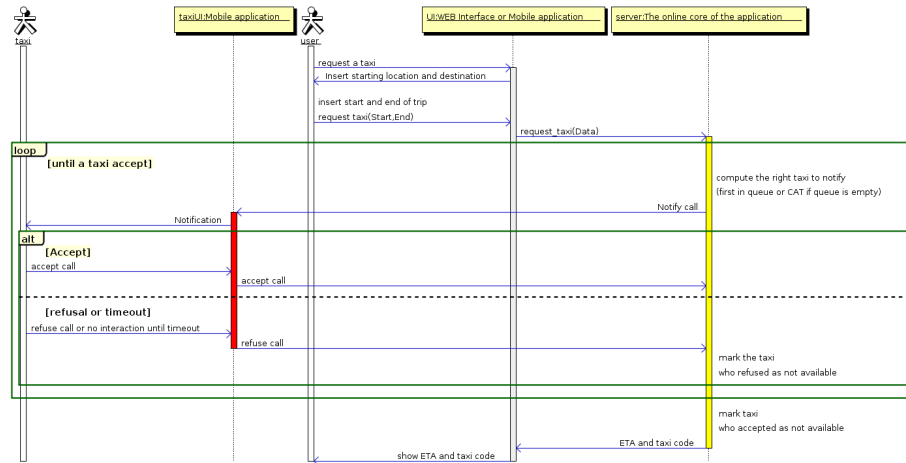 taxiUI:Mobile application
UI:WEB Interface or Mobile application
server:The online core of the application
taxi
user
request a taxi
Insert starting location and destination
insert start and end of trip
request taxi(Start,End)
request_taxi(Data)
loop
[until a taxi accept]
compute the right taxi to notify
(first in queue or CAT if queue is empty)
Notify call
Notification
alt
[Accept]
accept call
accept call
[refusal or timeout]
refuse call or no interaction until timeout
refuse call
mark the taxi
who refused as not available
mark taxi
who accepted as not available
ETA and taxi code
show ETA and taxi code